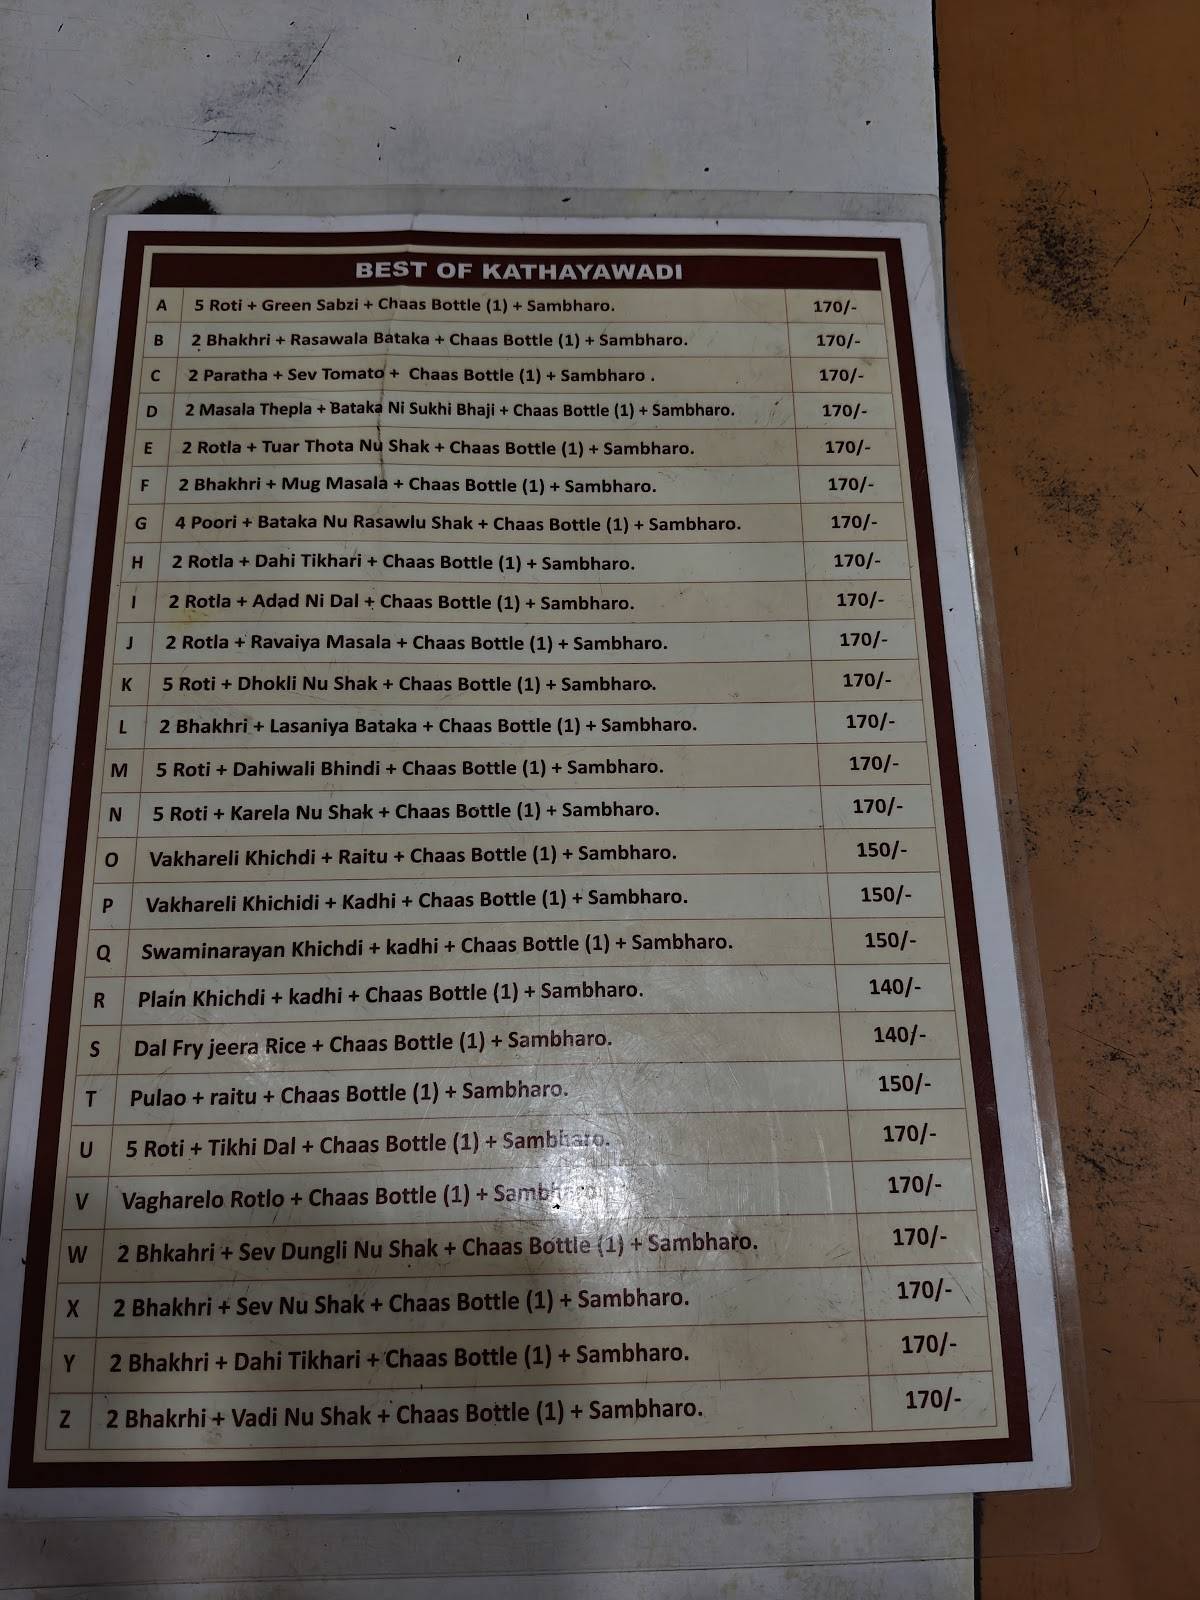 BEST OF KATHAYAWADI
A 5 Roti + Green Sabzi + Chaas Bottle (1) + Sambharo. 170/-
B 2 Bhakhri + Rasawala Bataka + Chaas Bottle (1) + Sambharo. 170/-
C 2 Paratha + Sev Tomato + Chaas Bottle (1) + Sambharo . 170/-
D 2 Masala Thepla + Bataka Ni Sukhi Bhaji + Chaas Bottle (1) + Sambharo. 170/-
E 2 Rotla + Tuar Thota Nu Shak + Chaas Bottle (1) + Sambharo. 170/-
F 2 Bhakhri + Mug Masala + Chaas Bottle (1) + Sambharo. 170/-
G 4 Poori + Bataka Nu Rasawlu Shak + Chaas Bottle (1) + Sambharo. 170/-
H 2 Rotla + Dahi Tikhari + Chaas Bottle (1) + Sambharo. 170/-
I 2 Rotla + Adad Ni Dal + Chaas Bottle (1) + Sambharo. 170/-
J 2 Rotla + Ravaiya Masala + Chaas Bottle (1) + Sambharo. 170/-
K 5 Roti + Dhokli Nu Shak + Chaas Bottle (1) + Sambharo. 170/-
L 2 Bhakhri + Lasaniya Bataka + Chaas Bottle (1) + Sambharo. 170/-
M 5 Roti + Dahiwali Bhindi + Chaas Bottle (1) + Sambharo. 170/-
N 5 Roti + Karela Nu Shak + Chaas Bottle (1) + Sambharo. 170/-
O Vakhareli Khichdi + Raitu + Chaas Bottle (1) + Sambharo. 150/-
P Vakhareli Khichidi + Kadhi + Chaas Bottle (1) + Sambharo. 150/-
Q Swaminarayan Khichdi + kadhi + Chaas Bottle (1) + Sambharo. 150/-
R Plain Khichdi + kadhi + Chaas Bottle (1) + Sambharo. 140/-
S Dal Fry jeera Rice + Chaas Bottle (1) + Sambharo. 140/-
T Pulao + raitu + Chaas Bottle (1) + Sambharo. 150/-
U 5 Roti + Tikhi Dal + Chaas Bottle (1) + Sambharo. 170/-
V Vagharelo Rotlo + Chaas Bottle (1) + Sambharo. 170/-
W 2 Bhkahri + Sev Dungli Nu Shak + Chaas Bottle (1) + Sambharo. 170/-
X 2 Bhakhri + Sev Nu Shak + Chaas Bottle (1) + Sambharo. 170/-
Y 2 Bhakhri + Dahi Tikhari + Chaas Bottle (1) + Sambharo. 170/-
Z 2 Bhakrhi + Vadi Nu Shak + Chaas Bottle (1) + Sambharo. 170/-